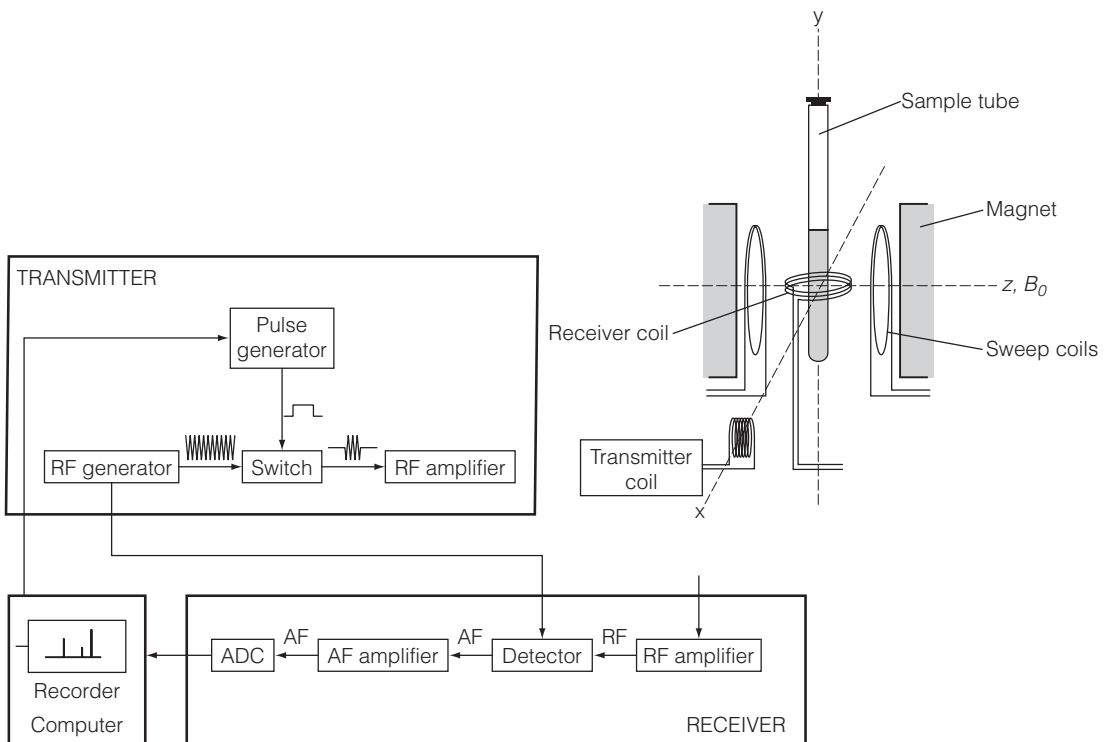 y
Sample tube
Magnet
z, B0
Receiver coil
Sweep coils
Transmitter
coil
x
TRANSMITTER
Pulse
generator
RF generator
Switch
RF amplifier
ADC
AF
AF amplifier
AF
Detector
RF
RF amplifier
Recorder
Computer
RECEIVER